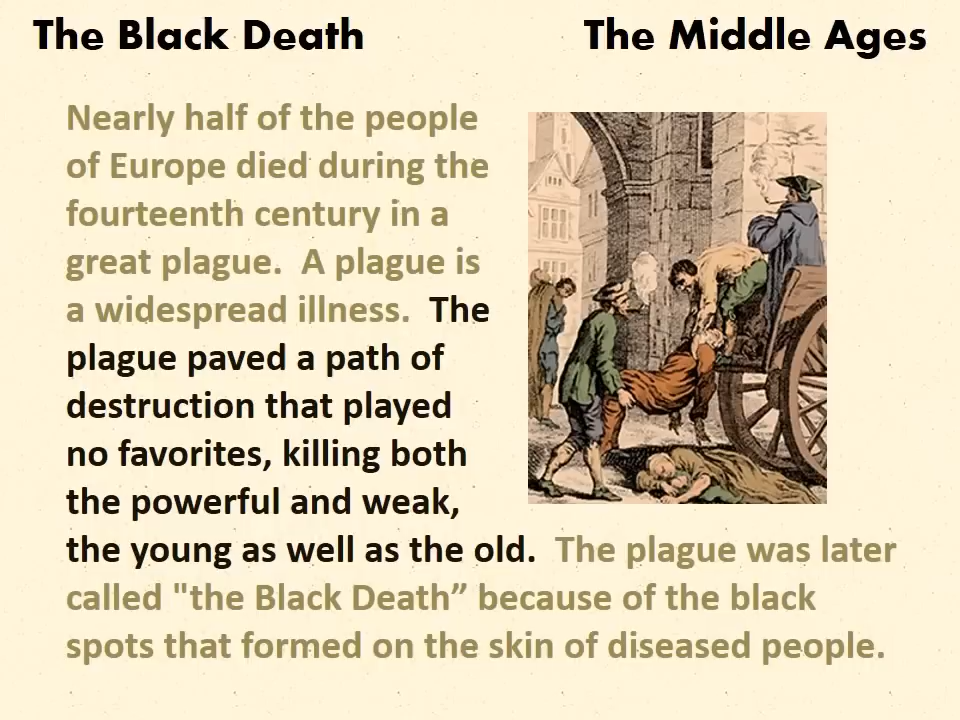 The Black Death The Middle Ages
Nearly half of the people
of Europe died during the
fourteenth century in a
great plague. A plague is
a widespread illness. The
plague paved a path of
destruction that played
no favorites, killing both
the powerful and weak,
the young as well as the old. The plague was later
called "the Black Death” because of the black
spots that formed on the skin of diseased people.